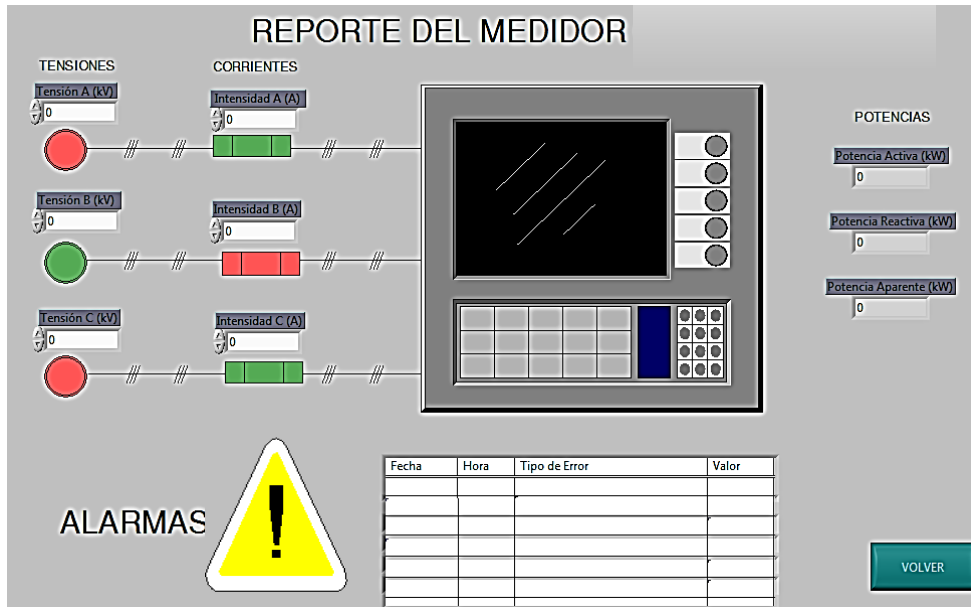 REPORTE DEL MEDIDOR
TENSIONES
CORRIENTES
Tensión A (kV)
0
Intensidad A (A)
0
Tensión B (kV)
0
Intensidad B (A)
0
Tensión C (kV)
0
Intensidad C (A)
0
POTENCIAS
Potencia Activa (kW)
0
Potencia Reactiva (kW)
0
Potencia Aparente (kW)
0
ALARMAS
!
Fecha Hora Tipo de Error Valor
VOLVER